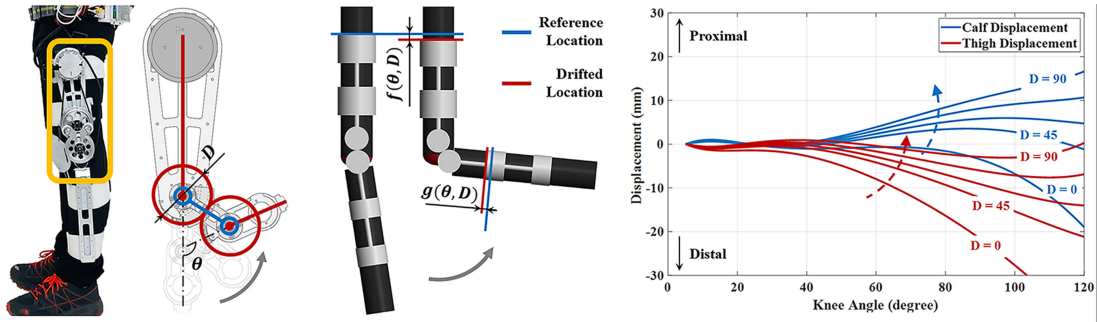 D
θ
f(θ,D)
g(θ,D)
Reference
Location
Drifted
Location
30
20
10
0
-10
-20
-30
Displacement (mm)
Proximal
Distal
Calf Displacement
Thigh Displacement
D = 90
D = 45
D = 90
D = 0
D = 45
D = 0
0
20
40
60
80
100
120
Knee Angle (degree)